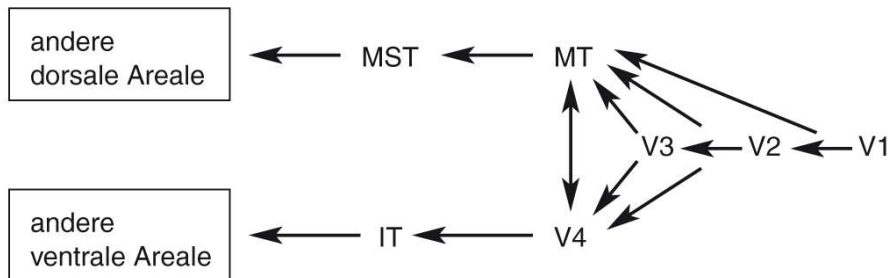 andere
dorsale Areale
MST
MT
V3
V2
V1
andere
ventrale Areale
IT
V4